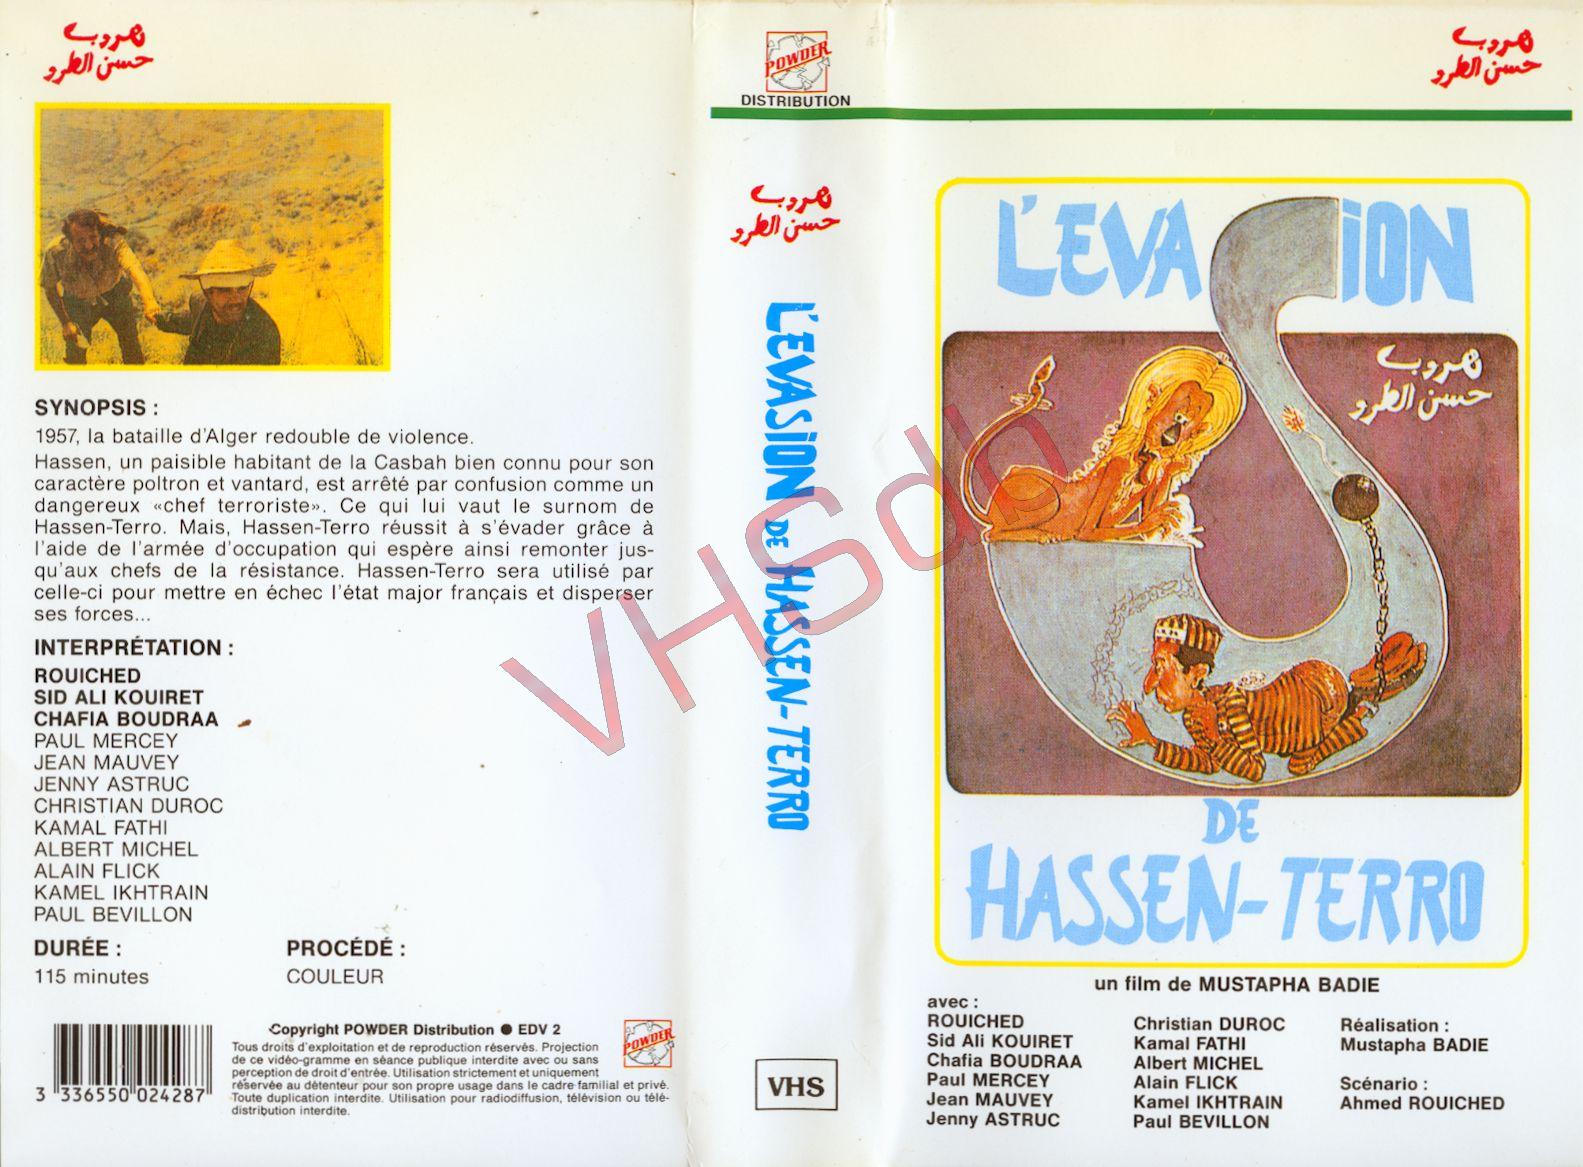 هروب
حسن الطرو
SYNOPSIS :
1957, la bataille d'Alger redouble de violence.
Hassen, un paisible habitant de la Casbah bien connu pour son
caractère poltron et vantard, est arrêté par confusion comme un
dangereux «chef terroriste». Ce qui lui vaut le surnom de
Hassen-Terro. Mais, Hassen-Terro réussit à s'évader grâce à
l'aide de l'armée d'occupation qui espère ainsi remonter jus-
qu'aux chefs de la résistance. Hassen-Terro sera utilisé par
celle-ci pour mettre en échec l'état major français et disperser
ses forces...
INTERPRÉTATION :
ROUICHED
SID ALI KOUIRET
CHAFIA BOUDRAA
PAUL MERCEY
JEAN MAUVEY
JENNY ASTRUC
CHRISTIAN DUROC
KAMAL FATHI
ALBERT MICHEL
ALAIN FLICK
KAMEL IKHTRAIN
PAUL BEVILLON
DURÉE :
115 minutes
PROCÉDÉ :
COULEUR
3 336550 024287
Copyright POWDER Distribution ● EDV 2
Tous droits d'exploitation et de reproduction réservés. Projection
de ce vidéo-gramme en séance publique interdite avec ou sans
perception de droit d'entrée. Utilisation strictement et uniquement
réservée au détenteur pour son propre usage dans le cadre familial et privé.
Toute duplication interdite. Utilisation pour radiodiffusion, télévision ou télé-
distribution interdite.
POWDER
POWDER
DISTRIBUTION
هروب
حسن الطرو
L'EVASION DE HASSEN-TERRO
VHS
VHSdb
هروب
حسن الطرو
L'EVASION
هروب
حسن الطرو
DE
HASSEN-TERRO
un film de MUSTAPHA BADIE
avec :
ROUICHED
Sid Ali KOUIRET
Chafia BOUDRAA
Paul MERCEY
Jean MAUVEY
Jenny ASTRUC
Christian DUROC
Kamal FATHI
Albert MICHEL
Alain FLICK
Kamel IKHTRAIN
Paul BEVILLON
Réalisation :
Mustapha BADIE
Scénario :
Ahmed ROUICHED